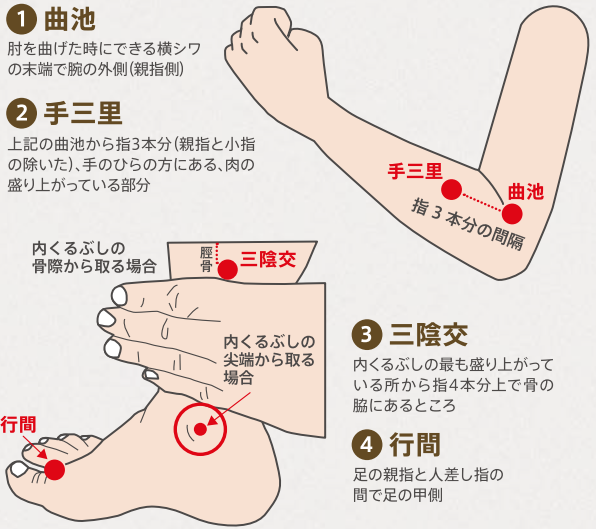 1 曲池
肘を曲げた時にできる横シワ
の末端で腕の外側(親指側)
2 手三里
上記の曲池から指3本分(親指と小指
の除いた)、手のひらの方にある、肉の
盛り上がっている部分
手三里
曲池
指3本分の間隔
内くるぶしの
骨際から取る場合
脛骨
三陰交
内くるぶしの
尖端から取る
場合
行間
3 三陰交
内くるぶしの最も盛り上がって
いる所から指4本分上で骨の
脇にあるところ
4 行間
足の親指と人差し指の
間で足の甲側